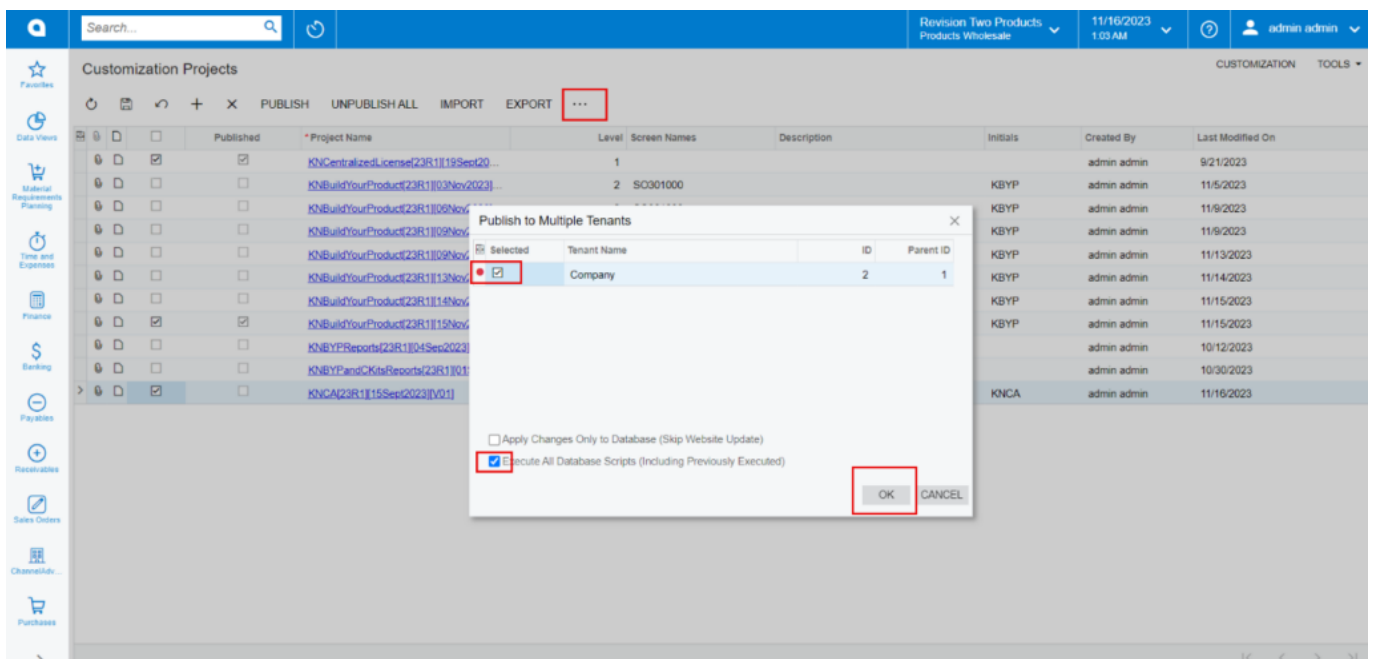 Search...
Revision Two Products
Products Wholesale
11/16/2023
1:03 AM
admin admin
Favorites
Data Views
Material
Requirements
Planning
Time and
Expenses
Finance
Banking
Payables
Receivables
Sales Orders
ChannelAdv...
Purchases
Customization Projects
CUSTOMIZATION TOOLS
PUBLISH UNPUBLISH ALL IMPORT EXPORT ...
Published *Project Name Level Screen Names Description Initials Created By Last Modified On
KNCentralizedLicense[23R1][19Sept20... 1 admin admin 9/21/2023
KNBuildYourProduct[23R1][03Nov2023]... 2 SO301000 KBYP admin admin 11/5/2023
KNBuildYourProduct[23R1][06Nov KBYP admin admin 11/9/2023
KNBuildYourProduct[23R1][09Nov KBYP admin admin 11/9/2023
KNBuildYourProduct[23R1][09Nov KBYP admin admin 11/13/2023
KNBuildYourProduct[23R1][13Nov KBYP admin admin 11/14/2023
KNBuildYourProduct[23R1][14Nov KBYP admin admin 11/15/2023
KNBuildYourProduct[23R1][15Nov KBYP admin admin 11/15/2023
KNBYPReports[23R1][04Sep2023] admin admin 10/12/2023
KNBYPandCKitsReports[23R1][01 admin admin 10/30/2023
KNCA[23R1][15Sept2023][V01] KNCA admin admin 11/16/2023
Publish to Multiple Tenants
Selected Tenant Name ID Parent ID
Company 2 1
Apply Changes Only to Database (Skip Website Update)
Execute All Database Scripts (Including Previously Executed)
OK CANCEL